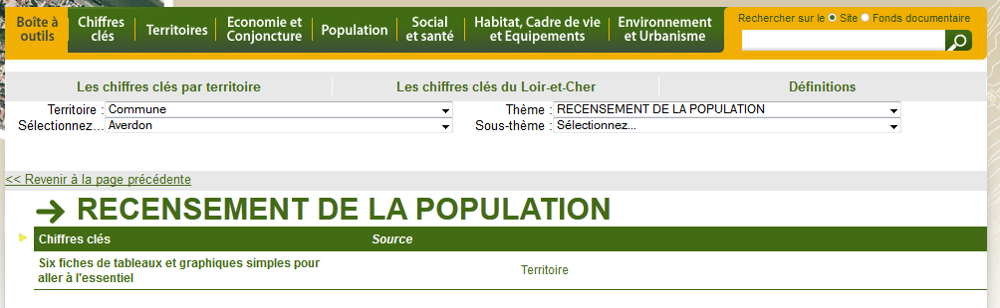 Rechercher sur le Site Fonds documentaire
Boîte à outils
Chiffres clés
Territoires
Economie et Conjoncture
Population
Social et santé
Habitat, Cadre de vie et Equipements
Environnement et Urbanisme
Les chiffres clés par territoire
Les chiffres clés du Loir-et-Cher
Définitions
Territoire : Commune
Thème : RECENSEMENT DE LA POPULATION
Sélectionnez... Averdon
Sous-thème : Sélectionnez...
<< Revenir à la page précédente
RECENSEMENT DE LA POPULATION
Chiffres clés Source
Six fiches de tableaux et graphiques simples pour
aller à l'essentiel
Territoire